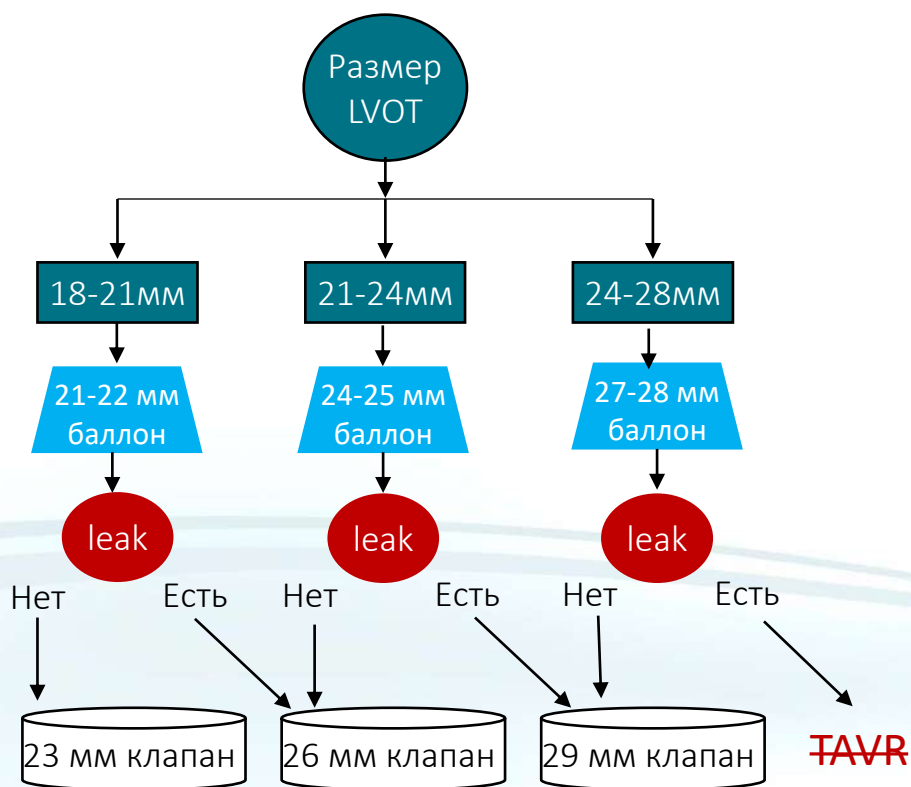 Размер
LVOT
18-21мм
21-24мм
24-28мм
21-22 мм
баллон
24-25 мм
баллон
27-28 мм
баллон
leak
leak
leak
Нет
Есть
Нет
Есть
Нет
Есть
23 мм клапан
26 мм клапан
29 мм клапан
TAVR